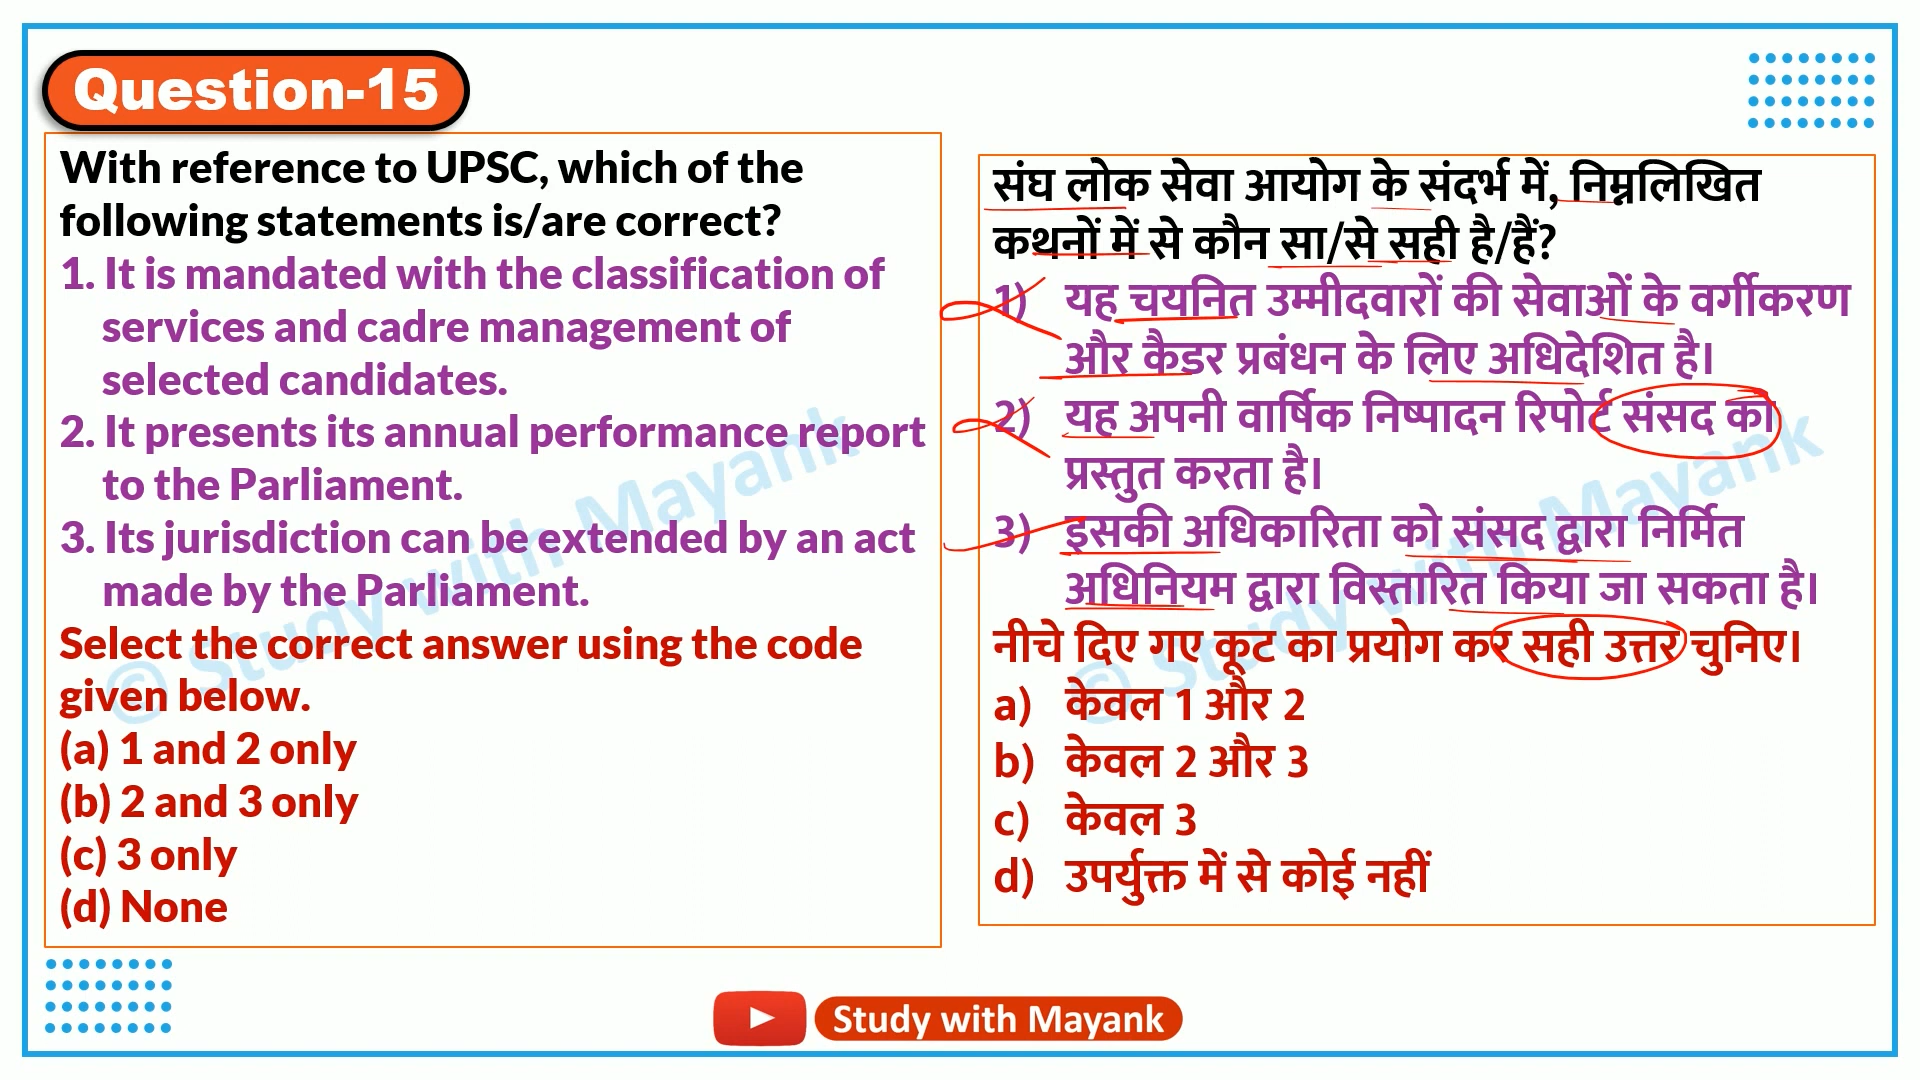 Question-15
With reference to UPSC, which of the
following statements is/are correct?
1. It is mandated with the classification of
services and cadre management of
selected candidates.
2. It presents its annual performance report
to the Parliament.
3. Its jurisdiction can be extended by an act
made by the Parliament.
Select the correct answer using the code
given below.
(a) 1 and 2 only
(b) 2 and 3 only
(c) 3 only
(d) None
© Study with Mayank
संघ लोक सेवा आयोग के संदर्भ में, निम्नलिखित
कथनों में से कौन सा/से सही है/हैं?
1) यह चयनित उम्मीदवारों की सेवाओं के वर्गीकरण
और कैडर प्रबंधन के लिए अधिदेशित है।
2) यह अपनी वार्षिक निष्पादन रिपोर्ट संसद को
प्रस्तुत करता है।
3) इसकी अधिकारिता को संसद द्वारा निर्मित
अधिनियम द्वारा विस्तारित किया जा सकता है।
नीचे दिए गए कूट का प्रयोग कर सही उत्तर चुनिए।
a) केवल 1 और 2
b) केवल 2 और 3
c) केवल 3
d) उपर्युक्त में से कोई नहीं
© Study with Mayank
Study with Mayank